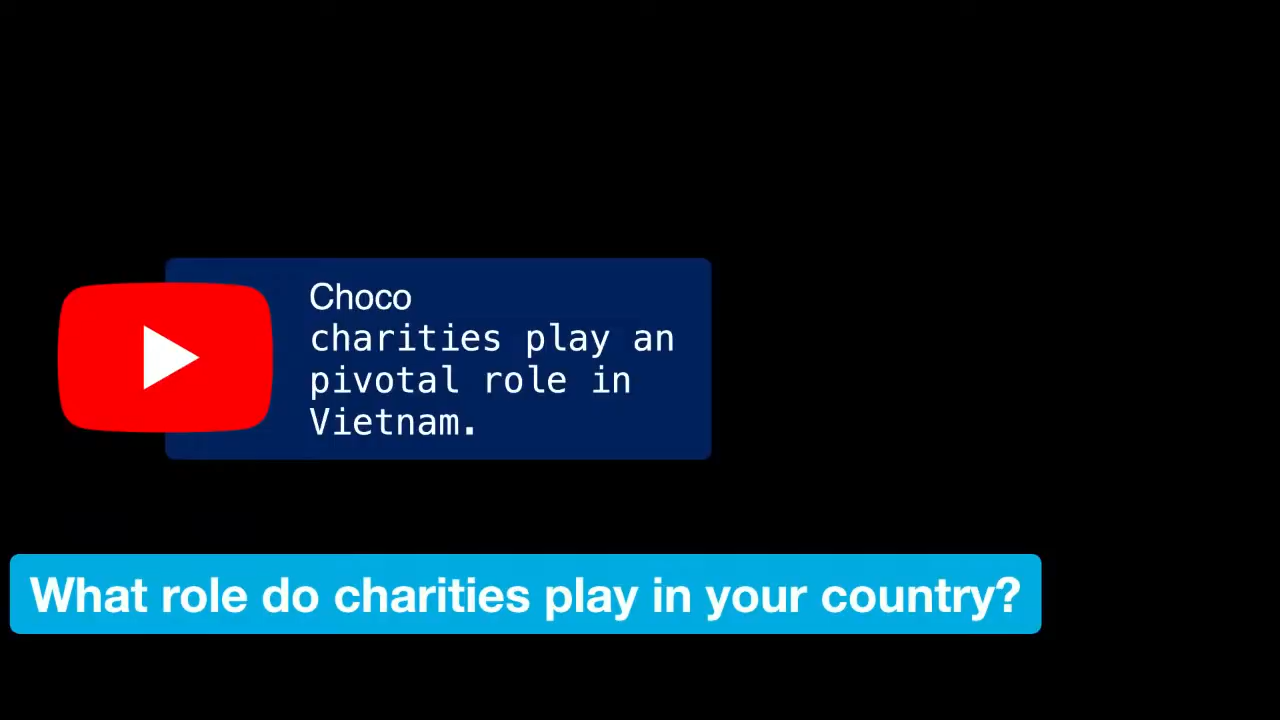 Choco
charities play an
pivotal role in
Vietnam.
What role do charities play in your country?